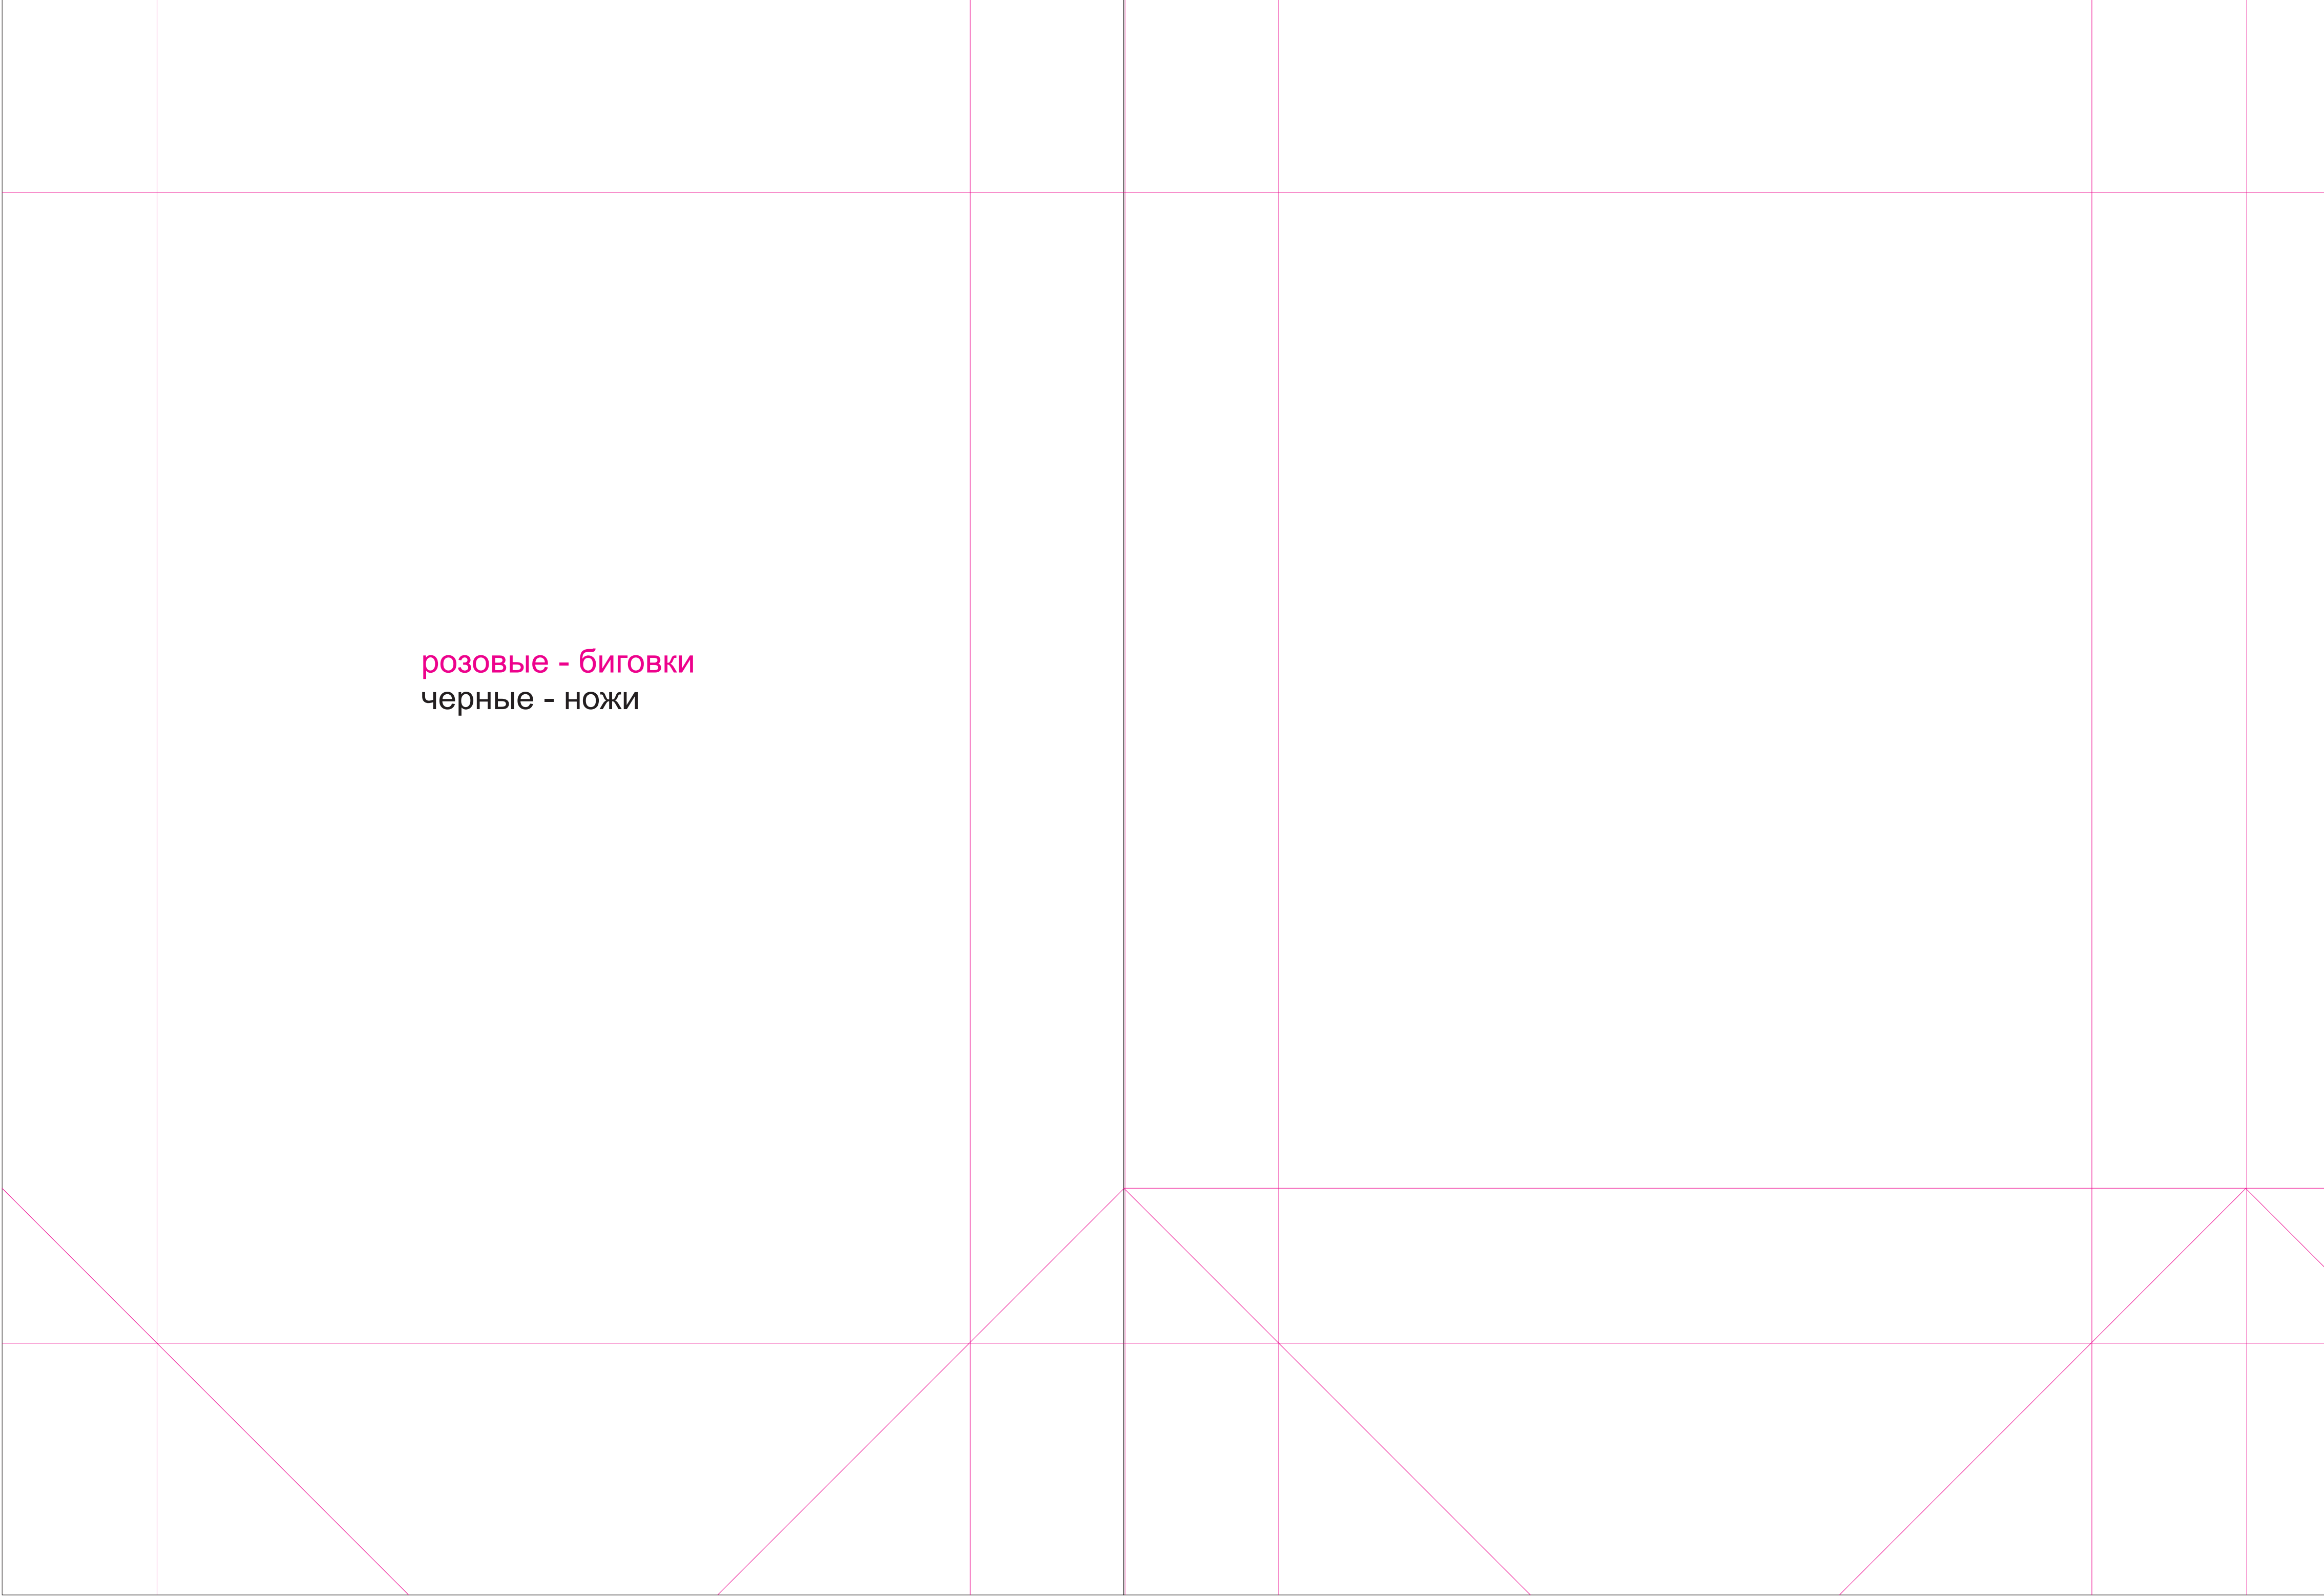 розовые - биговки
черные - ножи